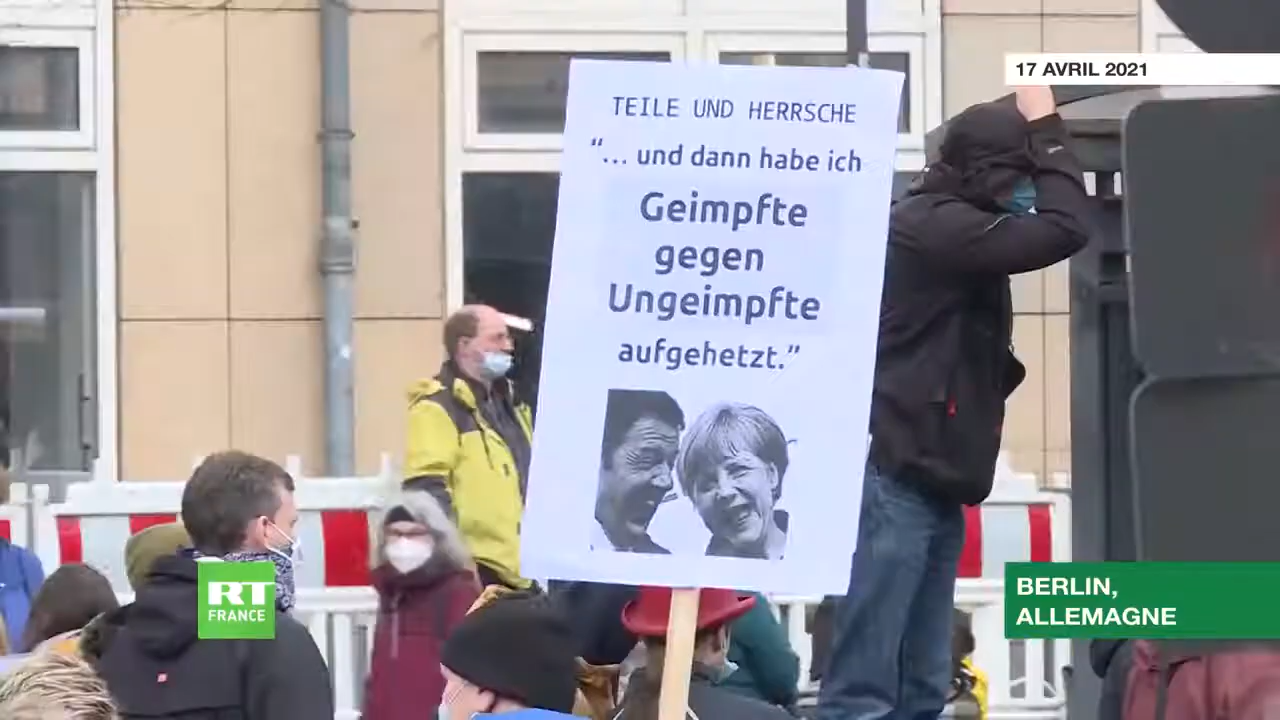 17 AVRIL 2021
TEILE UND HERRSCHE
“... und dann habe ich
Geimpfte
gegen
Ungeimpfte
aufgehetzt.”
RT
FRANCE
BERLIN,
ALLEMAGNE